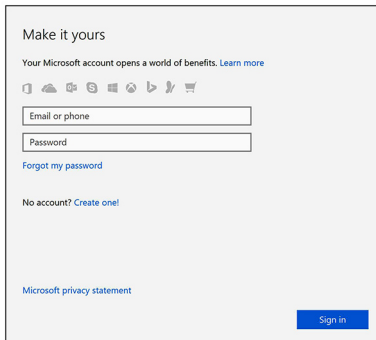 Make it yours
Your Microsoft account opens a world of benefits. Learn more
Email or phone
Password
Forgot my password
No account? Create one!
Microsoft privacy statement
Sign in